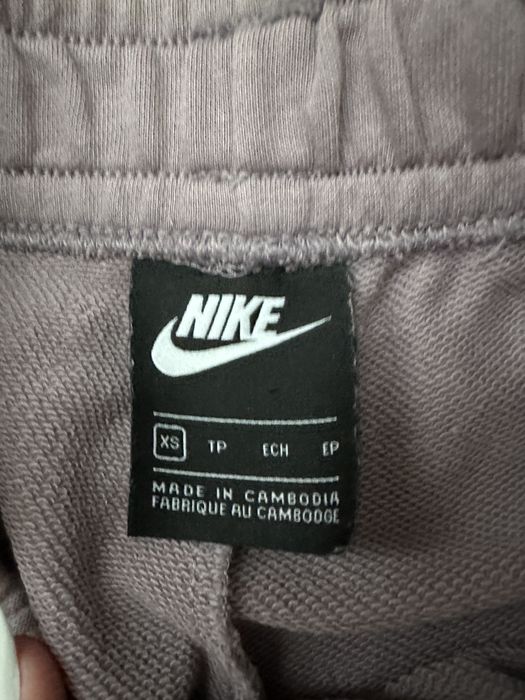 NIKE
XS TP ECH EP
MADE IN CAMBODIA
FABRIQUE AU CAMBODGE